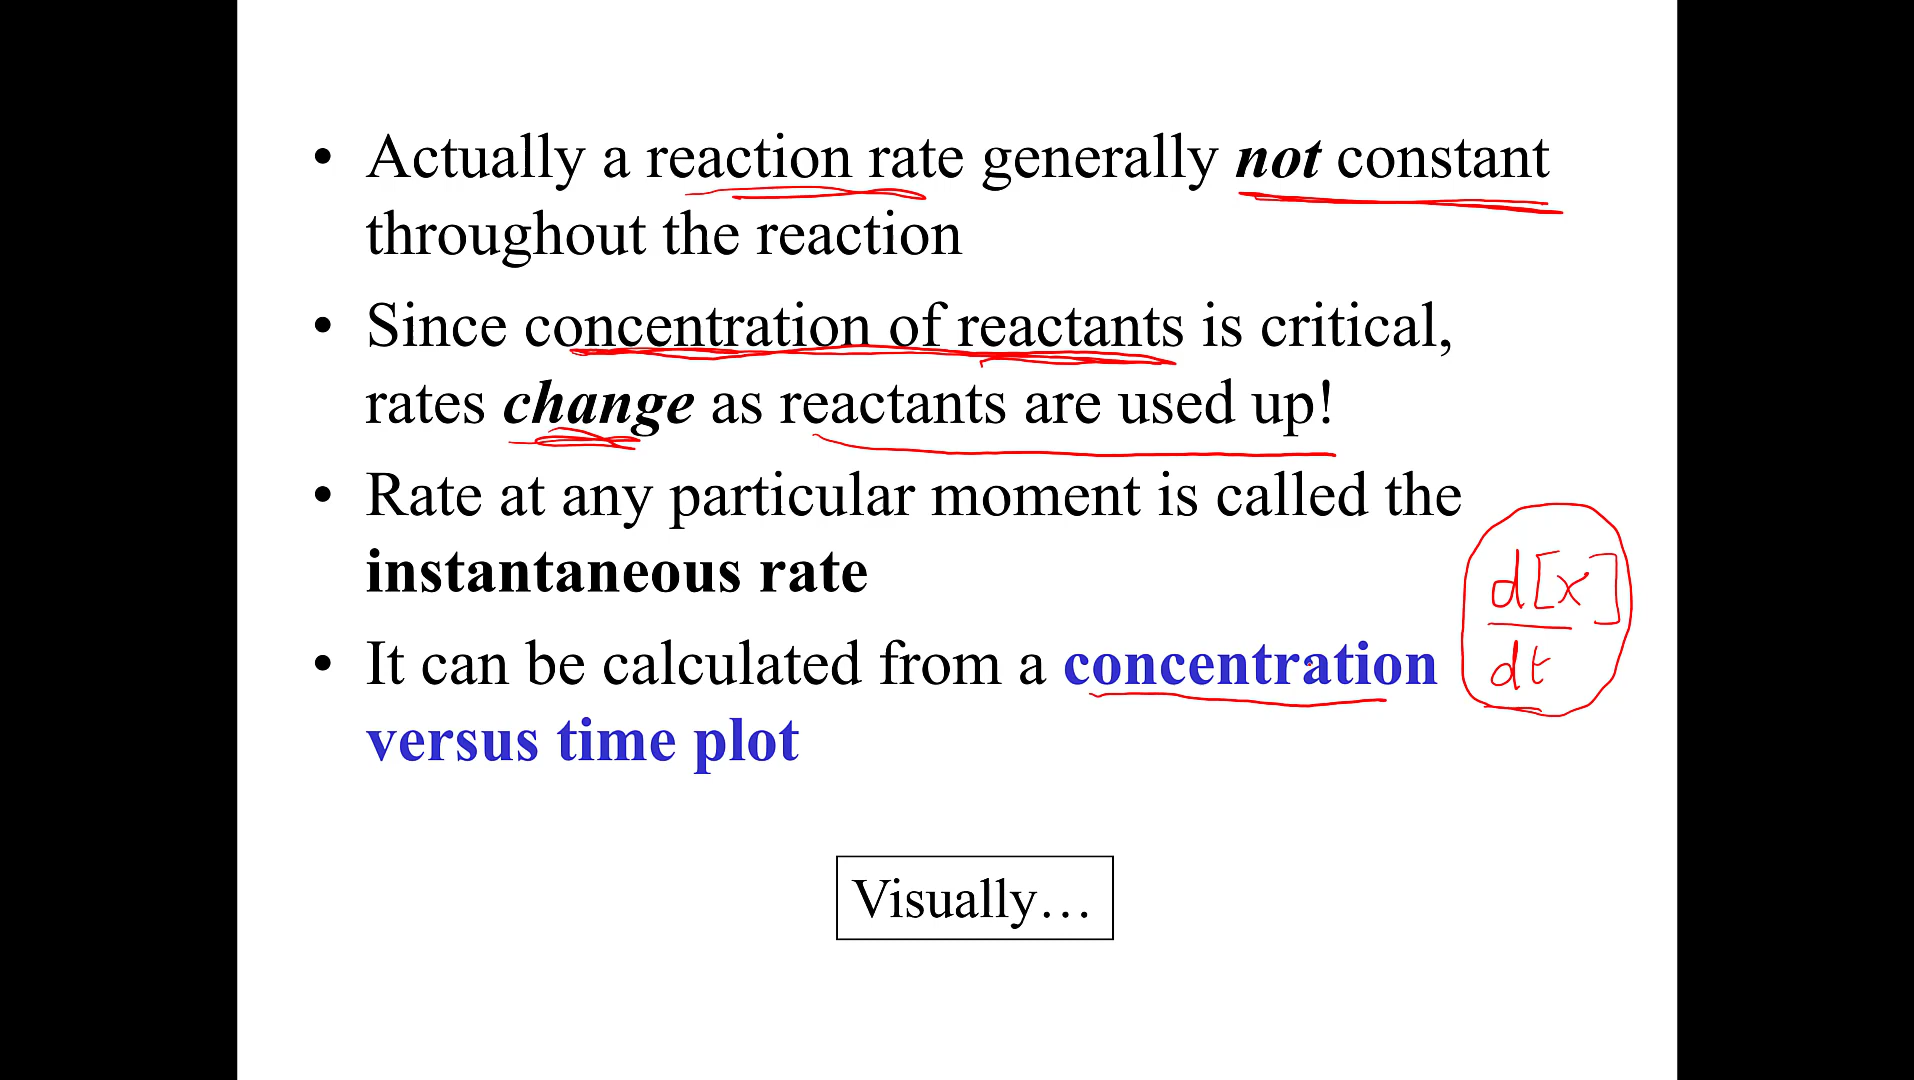 • Actually a reaction rate generally not constant
throughout the reaction
• Since concentration of reactants is critical,
rates change as reactants are used up!
• Rate at any particular moment is called the
instantaneous rate
d[x]
dt
• It can be calculated from a concentration
versus time plot
Visually…